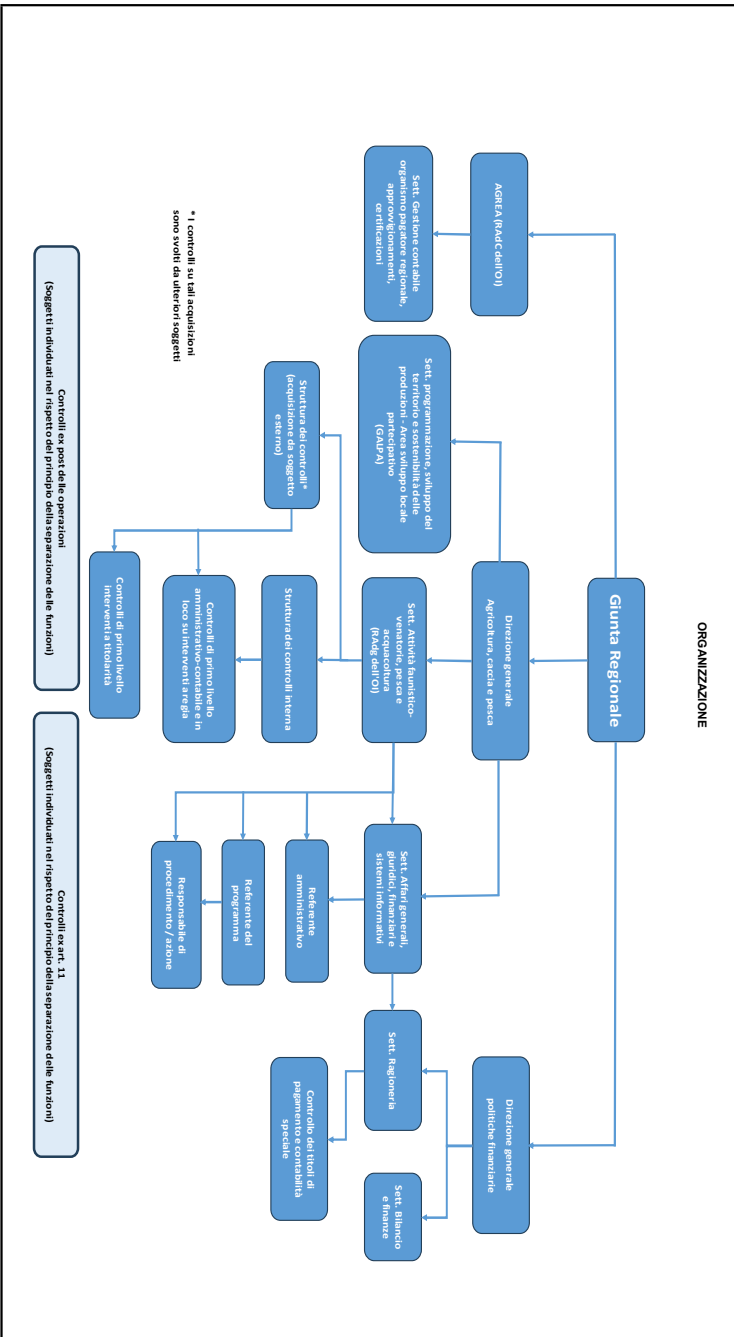 ORGANIZZAZIONE
Giunta Regionale
AGREA (RAdC dell'OI)
Direzione generale
Agricoltura, caccia e pesca
Direzione generale
politiche finanziarie
Sett. Gestione contabile
organismo pagatore regionale,
approvvigionamenti,
certificazioni
Sett. programmazione, sviluppo del
territorio e sostenibilità delle
produzioni - Area sviluppo locale
partecipativo
(GALPA)
Sett. Attività faunistico-
venatorie, pesca e
acquacoltura
(RAdg dell'OI)
Sett. Affari generali,
giuridici, finanziari e
sistemi informativi
Sett. Ragioneria
Sett. Bilancio
e finanze
Struttura dei controlli*
(acquisizione da soggetto
esterno)
Struttura dei controlli interna
Referente
amministrativo
Controllo dei titoli di
pagamento e contabilità
speciale
Controlli di primo livello
amministrativo-contabile e in
loco su interventi a regia
Referente del
programma
Controlli di primo livello
interventi a titolarità
Responsabile di
procedimento / azione
* I controlli su tali acquisizioni
sono svolti da ulteriori soggetti
Controlli ex post delle operazioni
(Soggetti individuati nel rispetto del principio della separazione delle funzioni)
Controlli ex art. 11
(Soggetti individuati nel rispetto del principio della separazione delle funzioni)